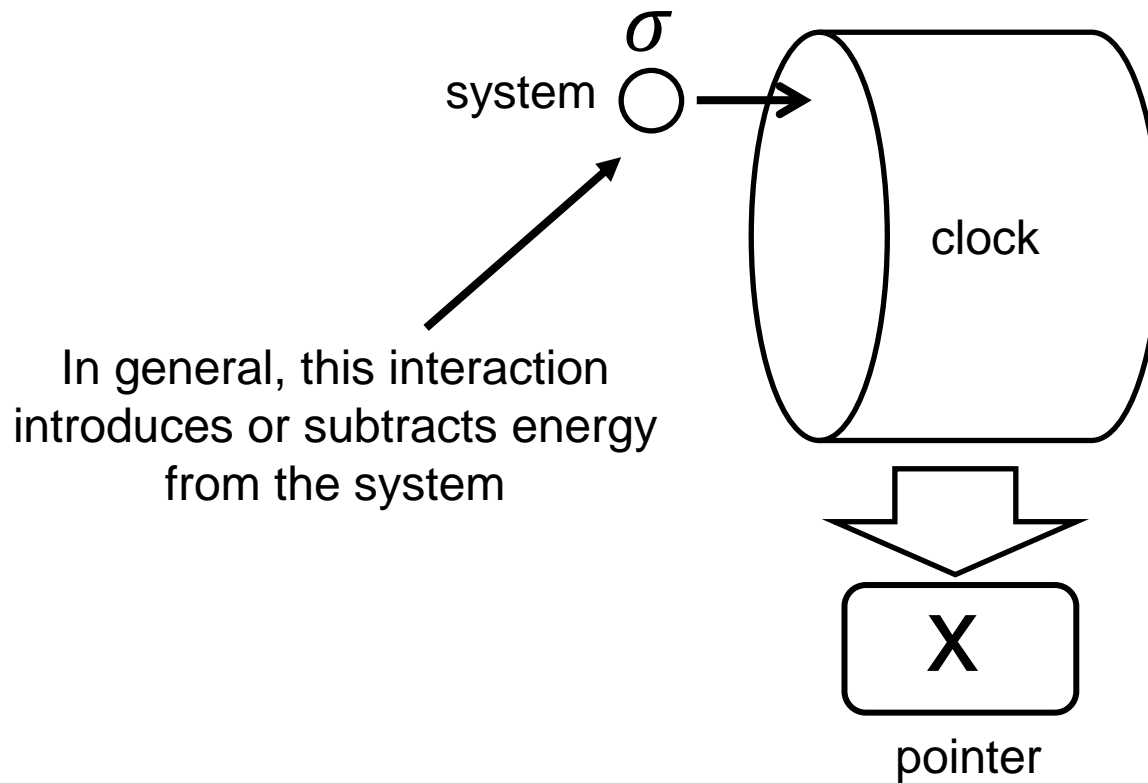 σ
system
clock
In general, this interaction
introduces or subtracts energy
from the system
x
pointer